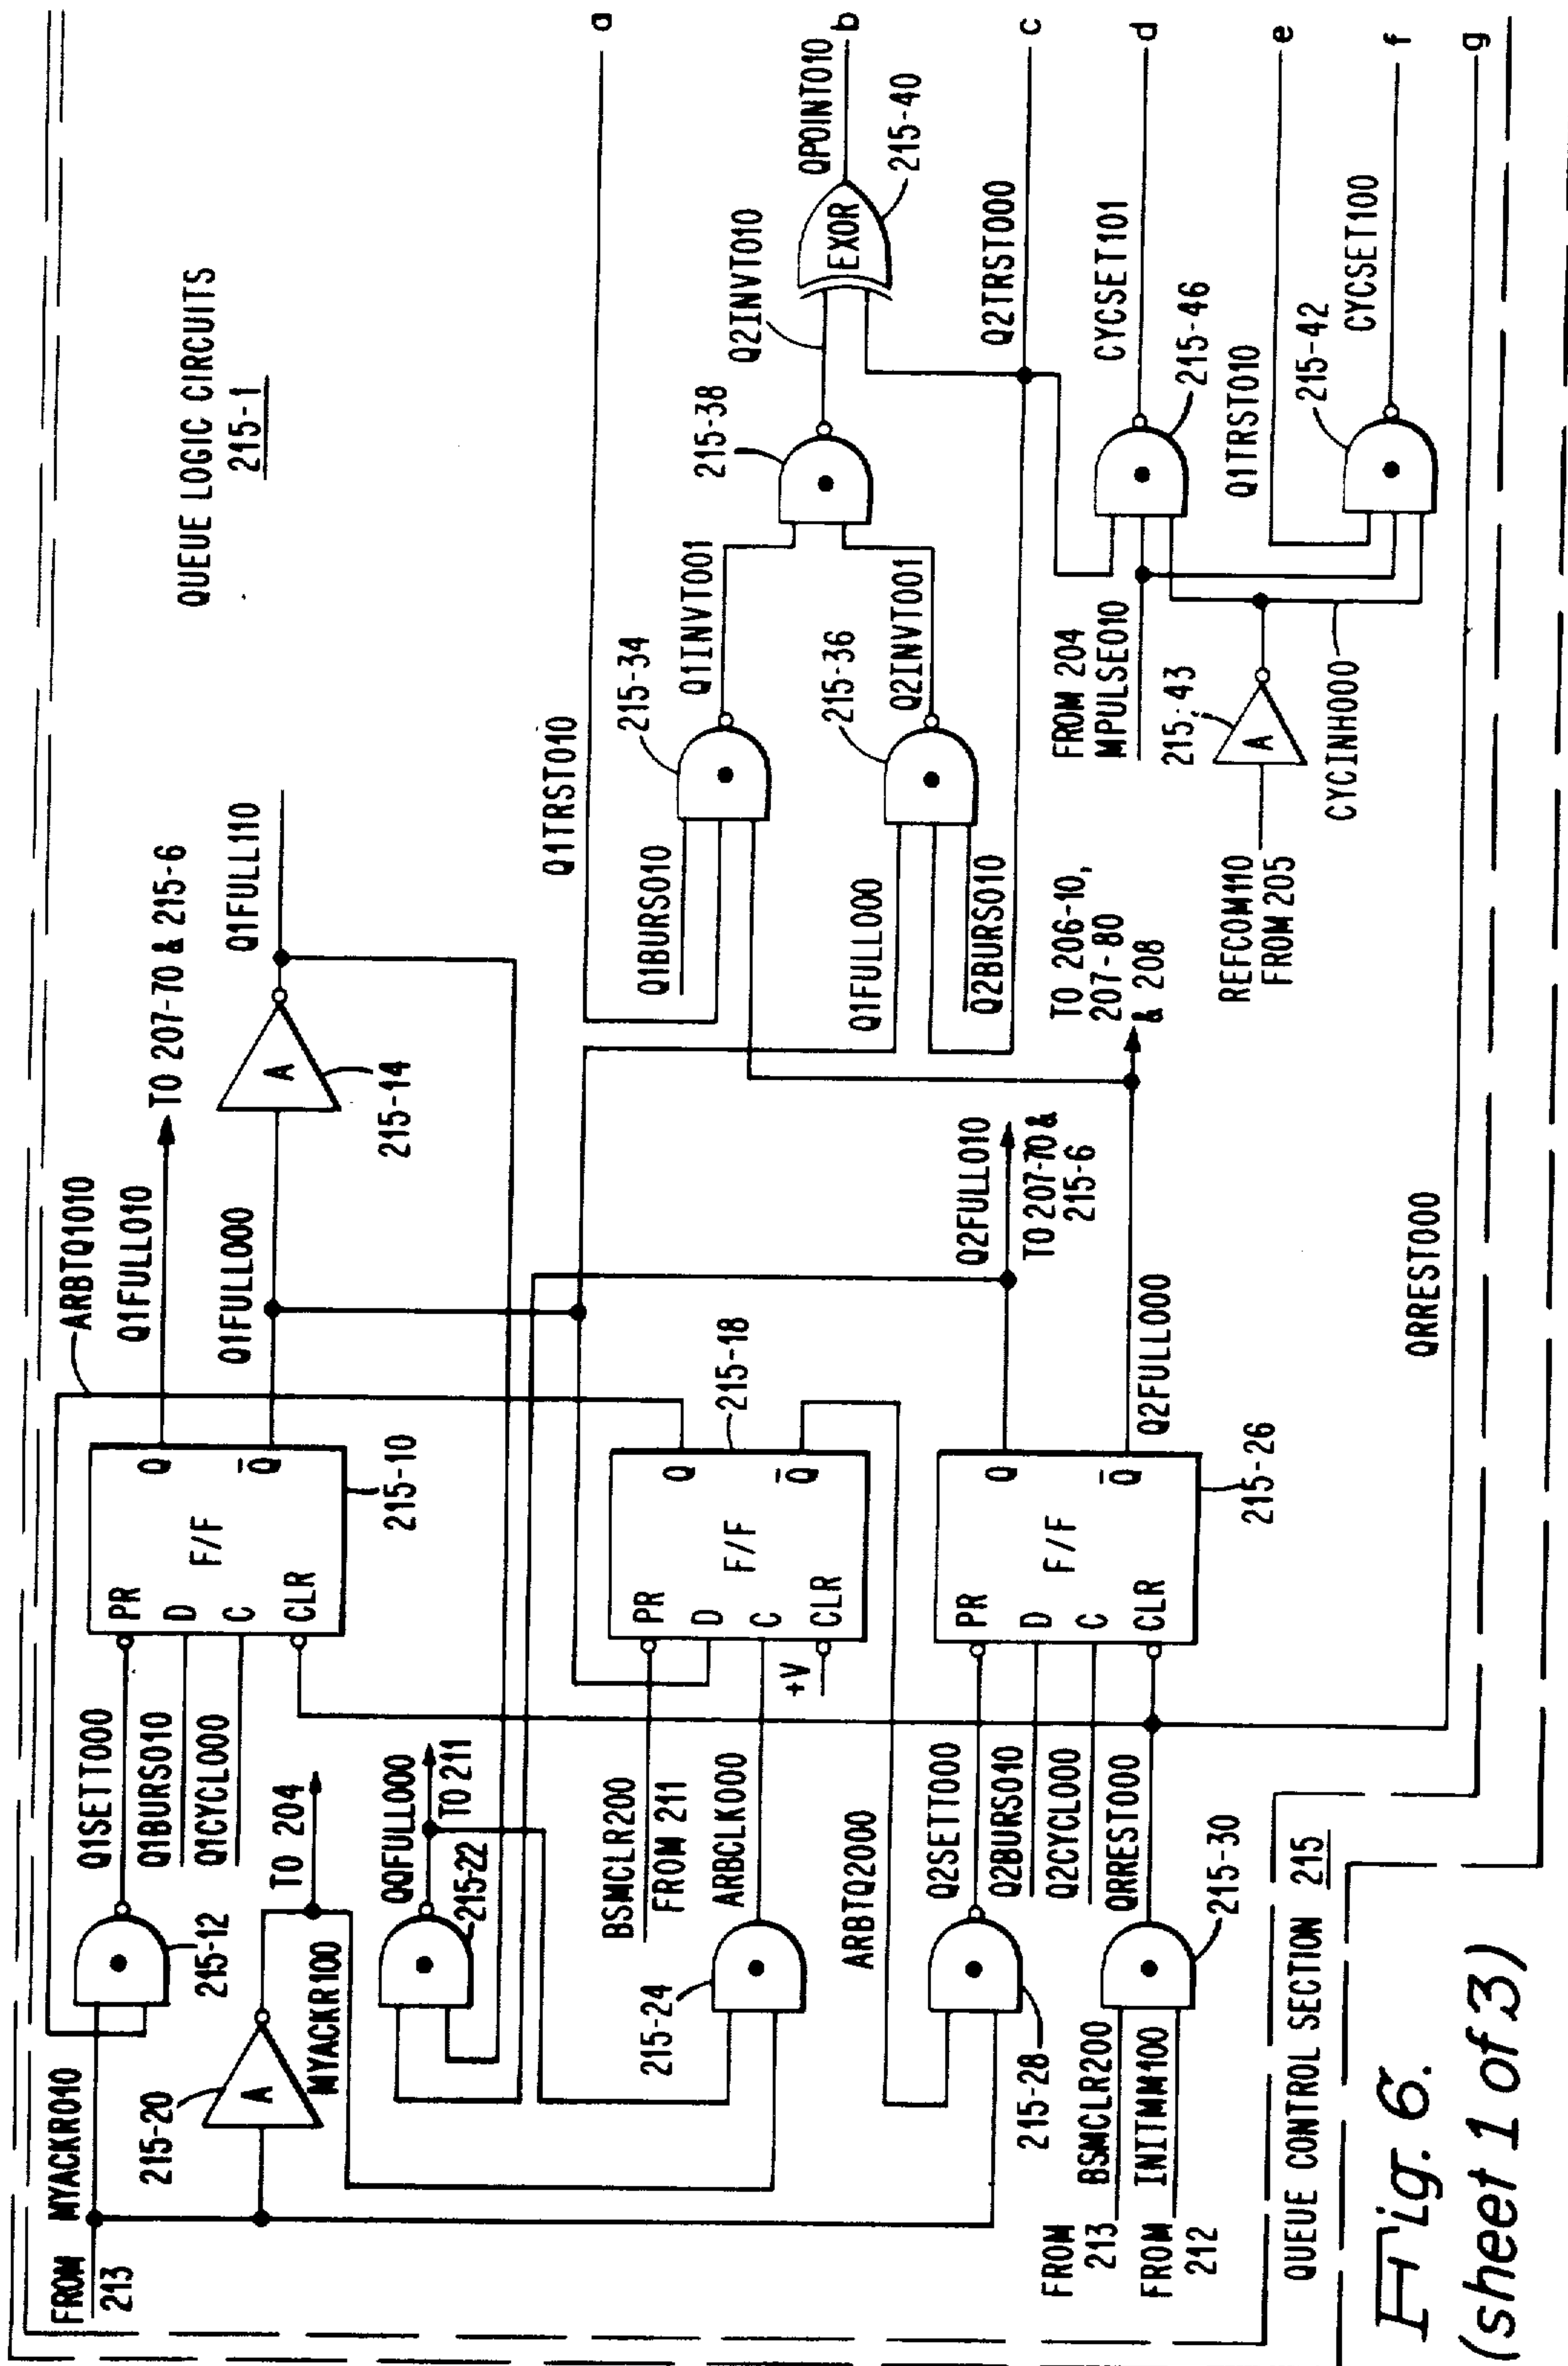 QUEUE LOGIC CIRCUITS
215-1
FROM
213
MYACKR010
215-12
Q1SETT000
Q1BURS010
Q1CYCL000
PR
D
C
CLR
F/F
Q
Q̅
215-10
ARBTQ1010
Q1FULL010
TO 207-70 & 215-6
Q1FULL000
A
215-14
Q1FULL110
215-20
A
MYACKR100
TO 204
QQFULL000
TO 211
215-22
BSMCLR200
FROM 211
ARBCLK000
215-24
+V
PR
D
C
CLR
F/F
Q
Q̅
215-18
ARBTQ2000
215-28
Q2SETT000
Q2BURS010
Q2CYCL000
QRREST000
PR
D
C
CLR
F/F
Q
Q̅
215-26
Q2FULL010
TO 207-70 &
215-6
Q2FULL000
TO 206-10,
207-80
& 208
FROM
213
BSMCLR200
FROM
212
INITMM100
215-30
Q1TRST010
a
Q1BURS010
215-34
Q1INVT001
Q1FULL000
Q2BURS010
215-36
Q2INVT001
215-38
Q2INVT010
EXOR
QPOINT010
b
215-40
Q2TRST000
c
FROM 204
MPULSE010
CYCSET101
d
215-46
215-43
A
REFCOM110
FROM 205
CYCINH000
Q1TRST010
e
215-42
CYCSET100
f
QRREST000
g
QUEUE CONTROL SECTION 215
Fig. 6.
(sheet 1 of 3)